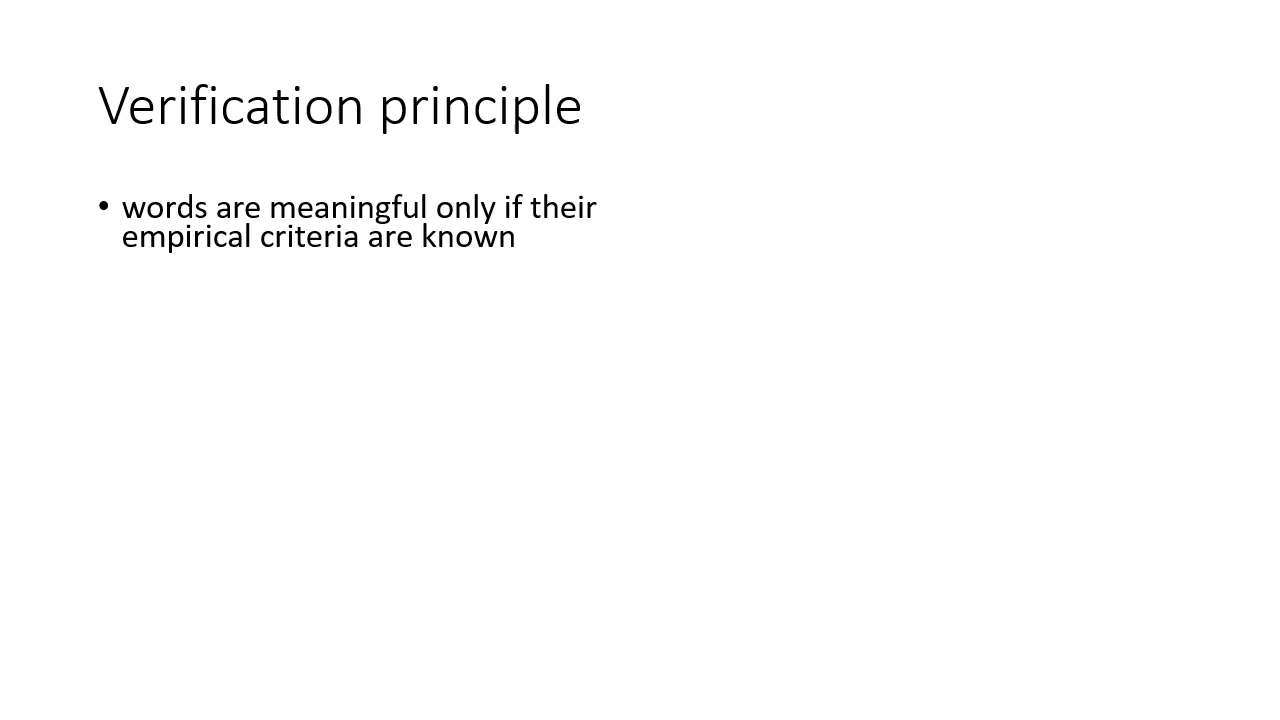 Verification principle
• words are meaningful only if their
empirical criteria are known